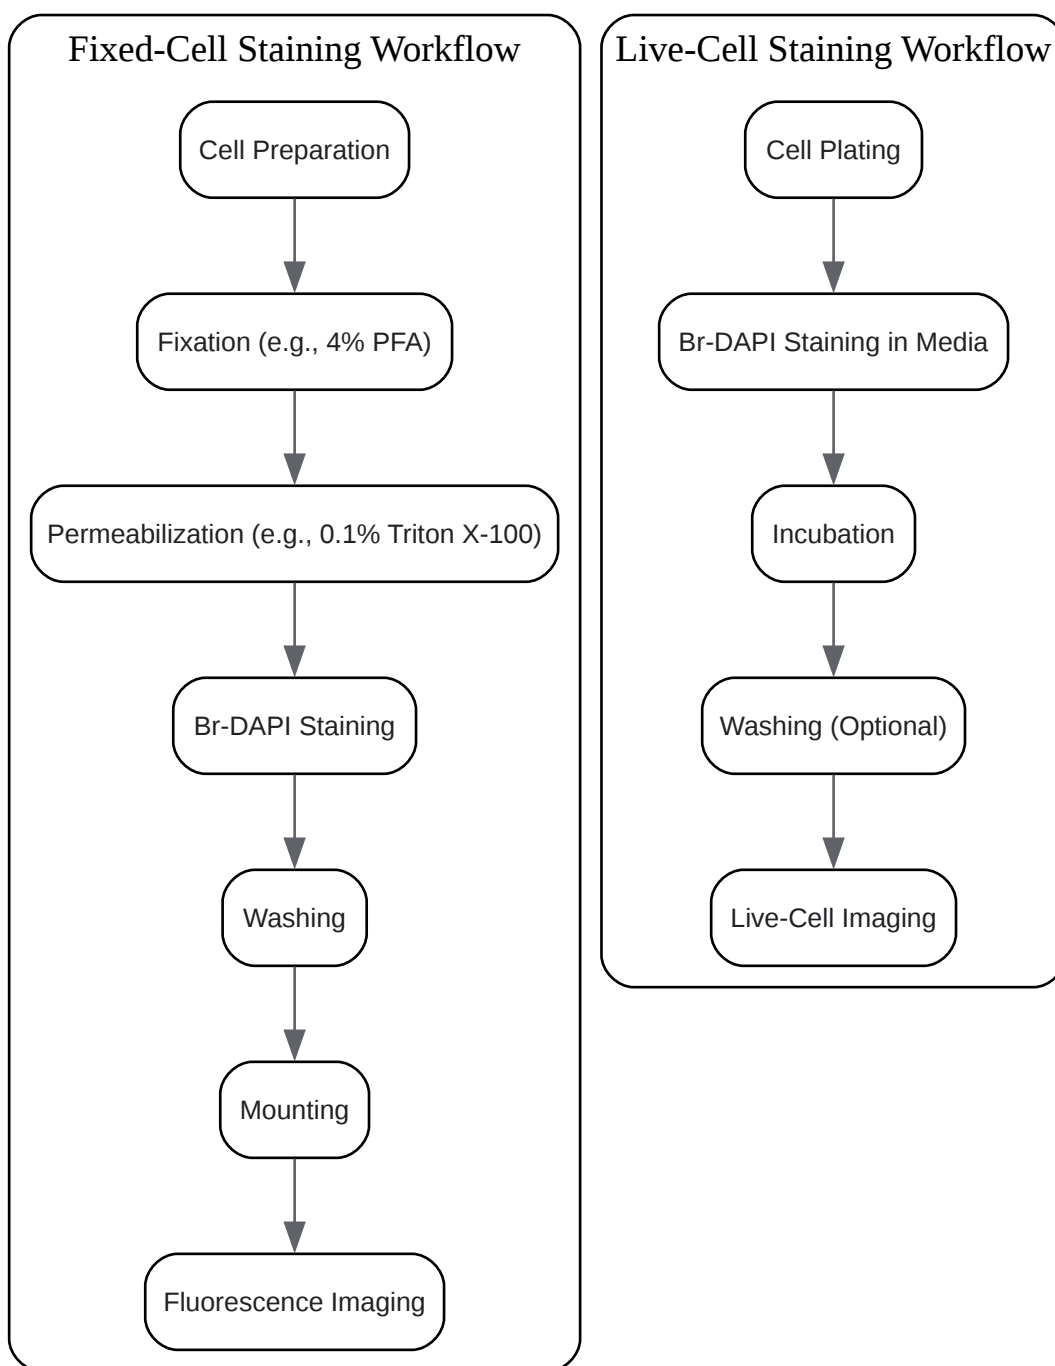 Fixed-Cell Staining Workflow
Cell Preparation
Fixation (e.g., 4% PFA)
Permeabilization (e.g., 0.1% Triton X-100)
Br-DAPI Staining
Washing
Mounting
Fluorescence Imaging
Live-Cell Staining Workflow
Cell Plating
Br-DAPI Staining in Media
Incubation
Washing (Optional)
Live-Cell Imaging